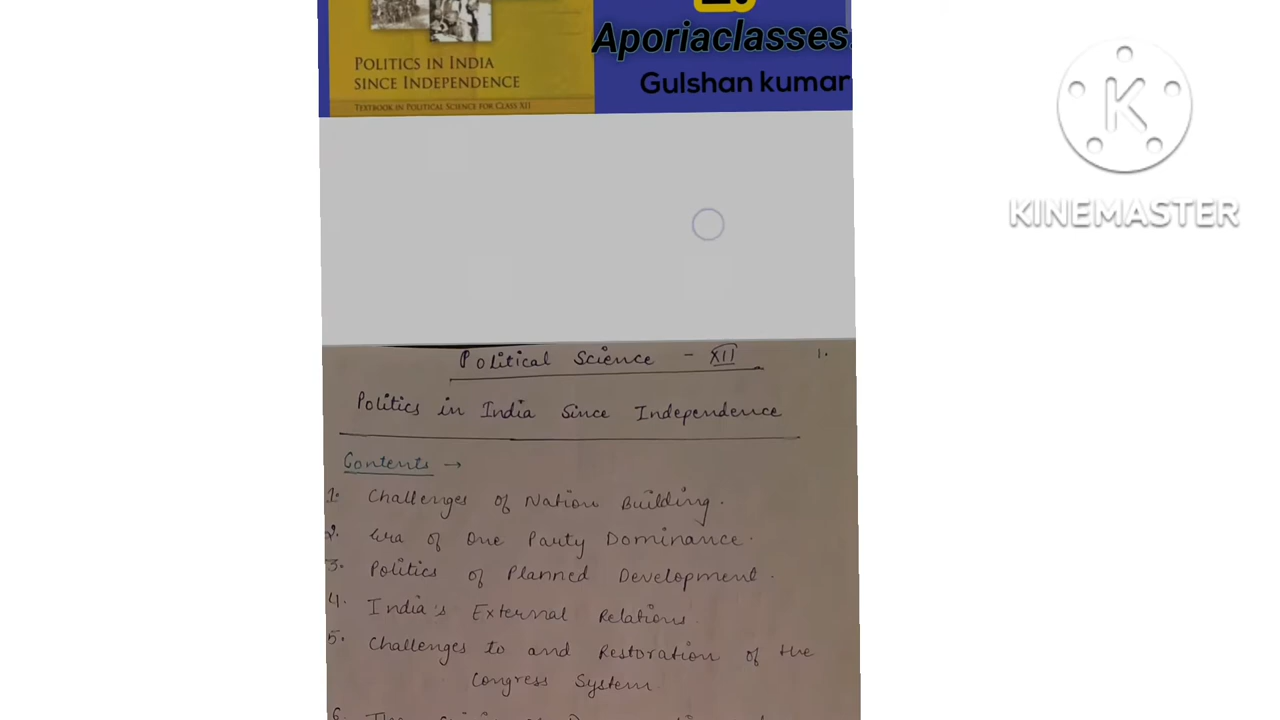 POLITICS IN INDIA
SINCE INDEPENDENCE
TEXTBOOK IN POLITICAL SCIENCE FOR CLASS XII
Aporiaclasses
Gulshan kumar
KINEMASTER
Political Science - XII
1.
Politics in India Since Independence
Contents →
1. Challenges of Nation Building.
2. Era of One Party Dominance.
3. Politics of Planned Development.
4. India's External Relations.
5. Challenges to and Restoration of the
Congress System.
6.